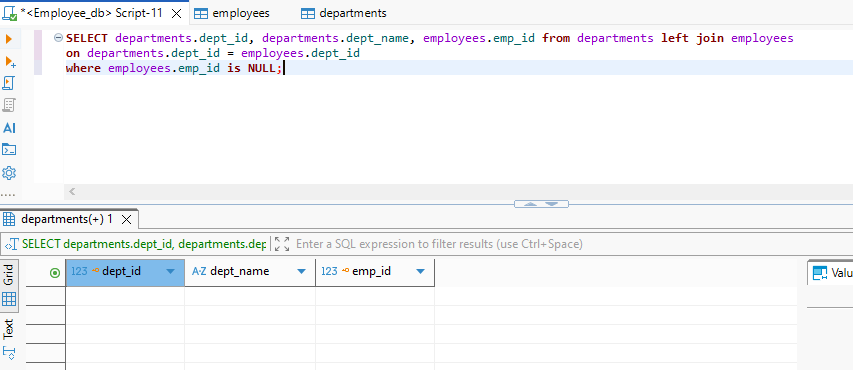 *<Employee_db> Script-11 employees departments
SELECT departments.dept_id, departments.dept_name, employees.emp_id from departments left join employees
on departments.dept_id = employees.dept_id
where employees.emp_id is NULL;
AI
departments(+) 1
SELECT departments.dept_id, departments.dep Enter a SQL expression to filter results (use Ctrl+Space)
Grid
123 dept_id A-Z dept_name 123 emp_id
Valu
Text